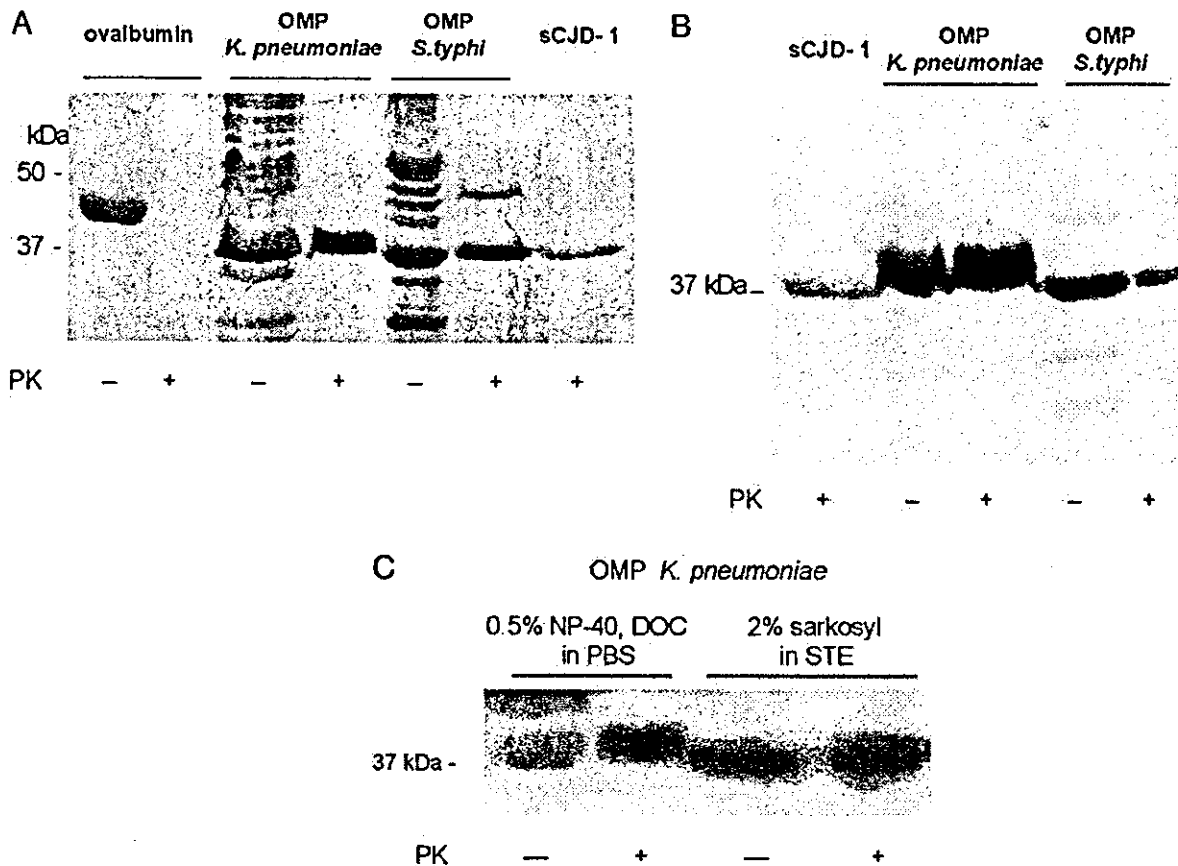 A
ovalbumin
OMP
K. pneumoniae
OMP
S.typhi
sCJD-1
kDa
50 -
37 -
PK - + - + - + +
B
sCJD-1
OMP
K. pneumoniae
OMP
S.typhi
37 kDa -
PK + - + - +
C
OMP K. pneumoniae
0.5% NP-40, DOC
in PBS
2% sarkosyl
in STE
37 kDa -
PK — + — +